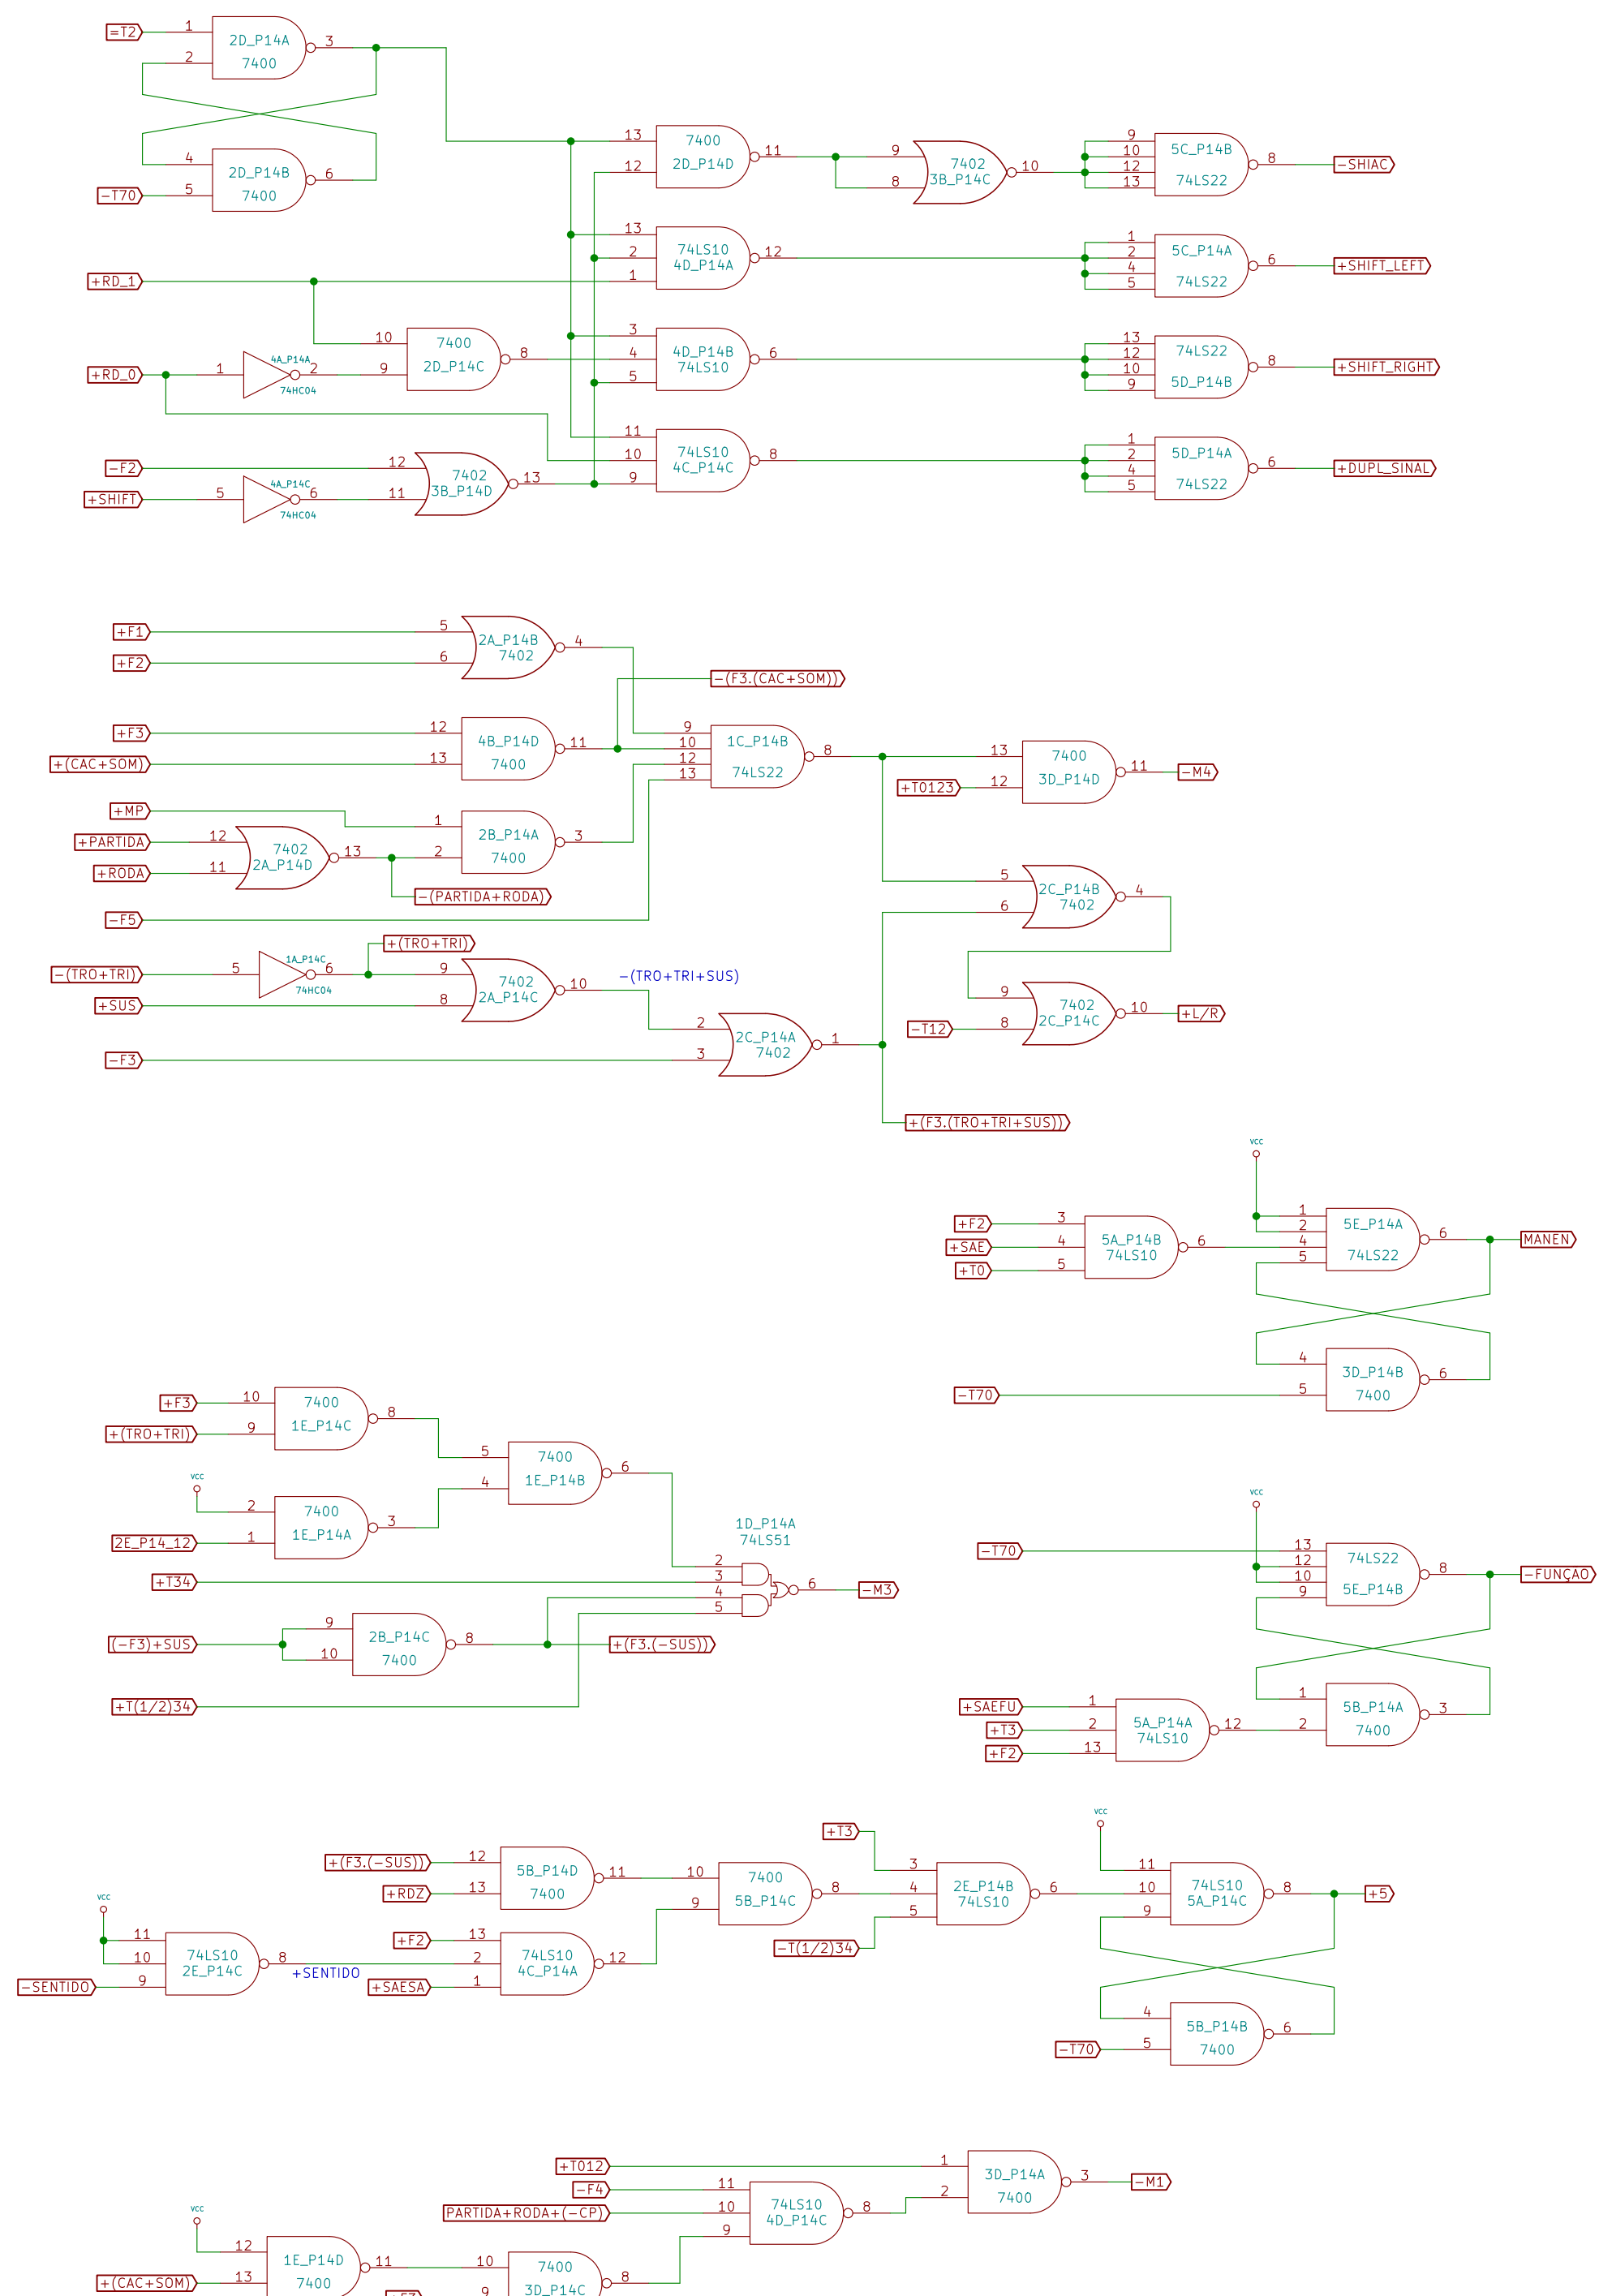 =T2
1
2
2D_P14A
7400
3
4
5
2D_P14B
7400
6
-T70
13
12
7400
2D_P14D
11
9
8
7402
3B_P14C
10
9
10
12
13
5C_P14B
74LS22
8
-SHIAC
13
2
1
74LS10
4D_P14A
12
1
2
4
5
5C_P14A
74LS22
6
+SHIFT_LEFT
+RD_1
10
9
7400
2D_P14C
8
3
4
5
4D_P14B
74LS10
6
13
12
10
9
74LS22
5D_P14B
8
+SHIFT_RIGHT
+RD_0
1
4A_P14A
2
74HC04
11
10
9
74LS10
4C_P14C
8
1
2
4
5
5D_P14A
74LS22
6
+DUPL_SINAL
-F2
12
11
7402
3B_P14D
13
+SHIFT
5
4A_P14C
6
74HC04
+F1
5
+F2
6
2A_P14B
7402
4
-(F3.(CAC+SOM))
+F3
12
+(CAC+SOM)
13
4B_P14D
7400
11
9
10
12
13
1C_P14B
74LS22
8
13
12
7400
3D_P14D
11
-M4
+T0123
+MP
1
2
2B_P14A
7400
3
+PARTIDA
12
+RODA
11
7402
2A_P14D
13
-(PARTIDA+RODA)
-F5
5
6
2C_P14B
7402
4
+(TRO+TRI)
-(TRO+TRI)
5
1A_P14C
6
74HC04
9
8
7402
2A_P14C
10
-(TRO+TRI+SUS)
+SUS
9
8
7402
2C_P14C
10
+L/R
-T12
-F3
2
3
2C_P14A
7402
1
+(F3.(TRO+TRI+SUS))
VCC
+F2
3
+SAE
4
+T0
5
5A_P14B
74LS10
6
1
2
4
5
5E_P14A
74LS22
6
MANEN
4
5
3D_P14B
7400
6
-T70
+F3
10
+(TRO+TRI)
9
7400
1E_P14C
8
5
4
7400
1E_P14B
6
VCC
2
1
7400
1E_P14A
3
2E_P14_12
1D_P14A
74LS51
2
3
4
5
6
-M3
+T34
(-F3)+SUS
9
10
2B_P14C
7400
8
+(F3.(-SUS))
+T(1/2)34
VCC
-T70
13
12
10
9
74LS22
5E_P14B
8
-FUNÇAO
1
2
5B_P14A
7400
3
+SAEFU
1
+T3
2
+F2
13
5A_P14A
74LS10
12
+T3
VCC
+(F3.(-SUS))
12
+RDZ
13
5B_P14D
7400
11
10
9
7400
5B_P14C
8
3
4
5
2E_P14B
74LS10
6
11
10
9
74LS10
5A_P14C
8
+5
VCC
11
10
9
74LS10
2E_P14C
8
+SENTIDO
-SENTIDO
+F2
13
2
1
74LS10
4C_P14A
12
+SAESA
-T(1/2)34
4
5
5B_P14B
7400
6
-T70
+T012
1
2
3D_P14A
7400
3
-M1
-F4
11
PARTIDA+RODA+(-CP)
10
9
74LS10
4D_P14C
8
VCC
12
13
1E_P14D
7400
11
+(CAC+SOM)
10
9
7400
3D_P14C
8